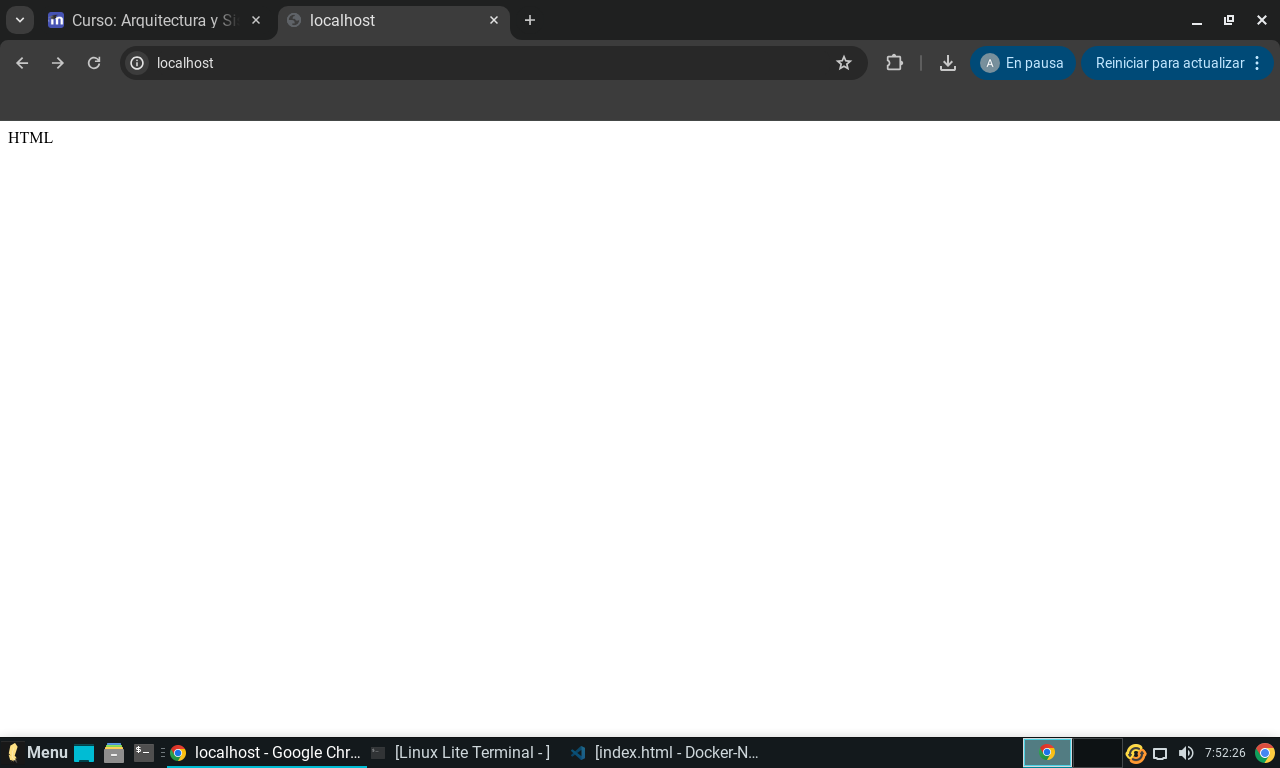 Curso: Arquitectura y Si
localhost
localhost
A En pausa
Reiniciar para actualizar
HTML
Menu
localhost - Google Chr...
[Linux Lite Terminal - ]
[index.html - Docker-N...
7:52:26